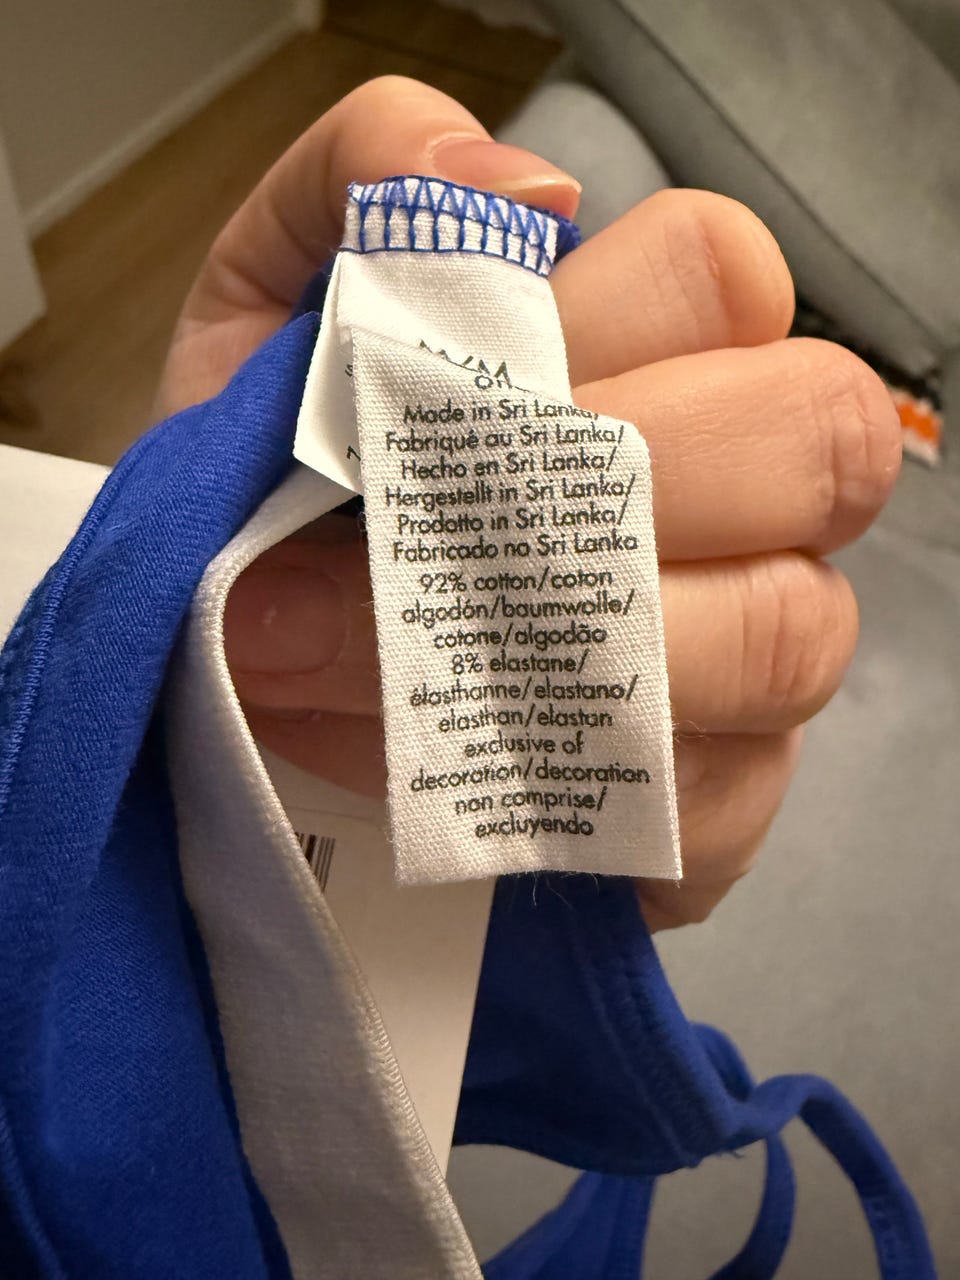 Made in Sri Lanka/
Fabriqué au Sri Lanka/
Hecho en Sri Lanka/
Hergestellt in Sri Lanka/
Prodotto in Sri Lanka/
Fabricado no Sri Lanka
92% cotton/coton
algodón/baumwolle/
cotone/algodão
8% elastane/
élasthanne/elastano/
elasthan/elastan
exclusive of
decoration/decoration
non comprise/
excluyendo